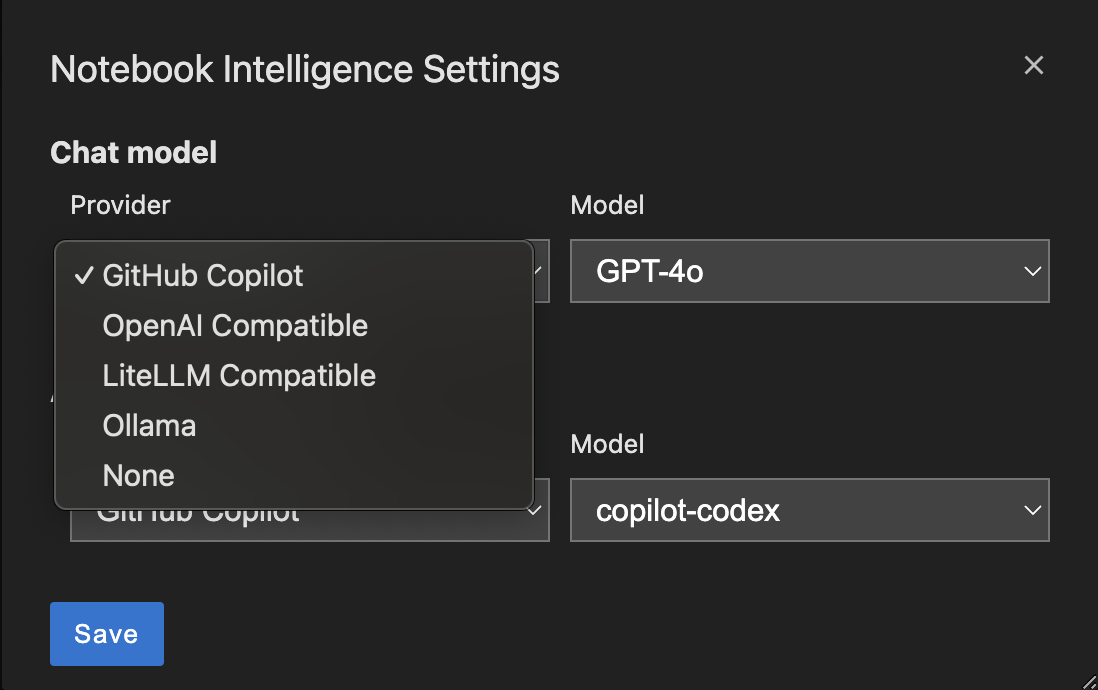 Notebook Intelligence Settings
Chat model
Provider
Model
GitHub Copilot
OpenAI Compatible
LiteLLM Compatible
Ollama
None
GPT-4o
Model
GitHub Copilot
copilot-codex
Save